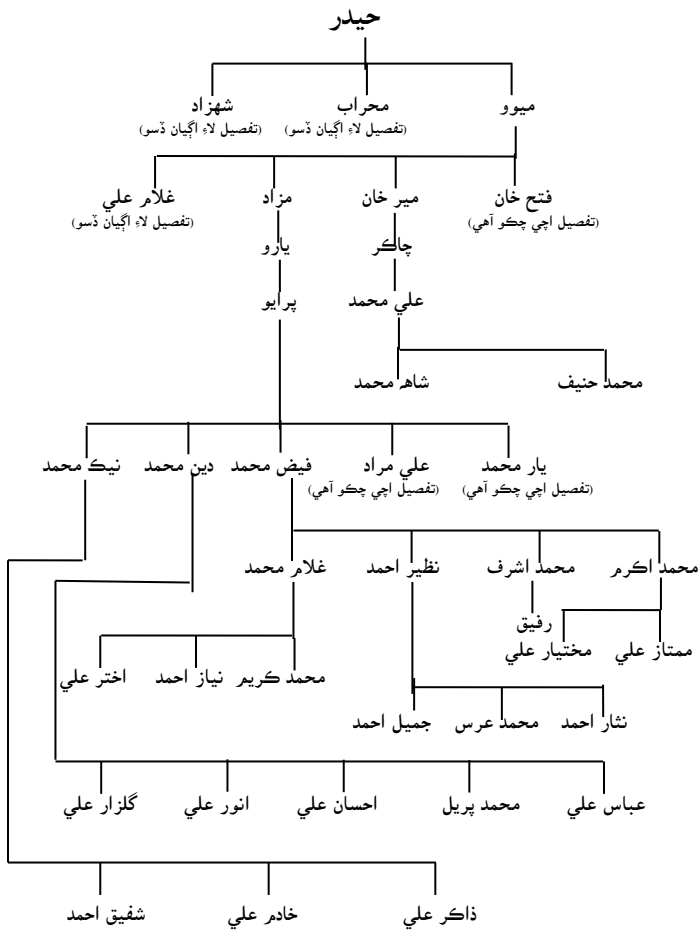 حيدر
ميوو محراب شهزاد
(تفصيل لاءِ اڳيان ڏسو) (تفصيل لاءِ اڳيان ڏسو)
فتح خان مير خان مزاد غلام علي
(تفصيل اچي چڪو آهي) (تفصيل لاءِ اڳيان ڏسو)
چاڪر يارو
علي محمد پرايو
محمد حنيف شاهه محمد
يار محمد علي مراد فيض محمد دين محمد نيڪ محمد
(تفصيل اچي چڪو آهي) (تفصيل اچي چڪو آهي)
محمد اڪرم محمد اشرف نظير احمد غلام محمد
رفيق
ممتاز علي مختيار علي
محمد ڪريم نياز احمد اختر علي
نثار احمد محمد عرس جميل احمد
عباس علي محمد پريل احسان علي انور علي گلزار علي
ذاڪر علي خادم علي شفيق احمد